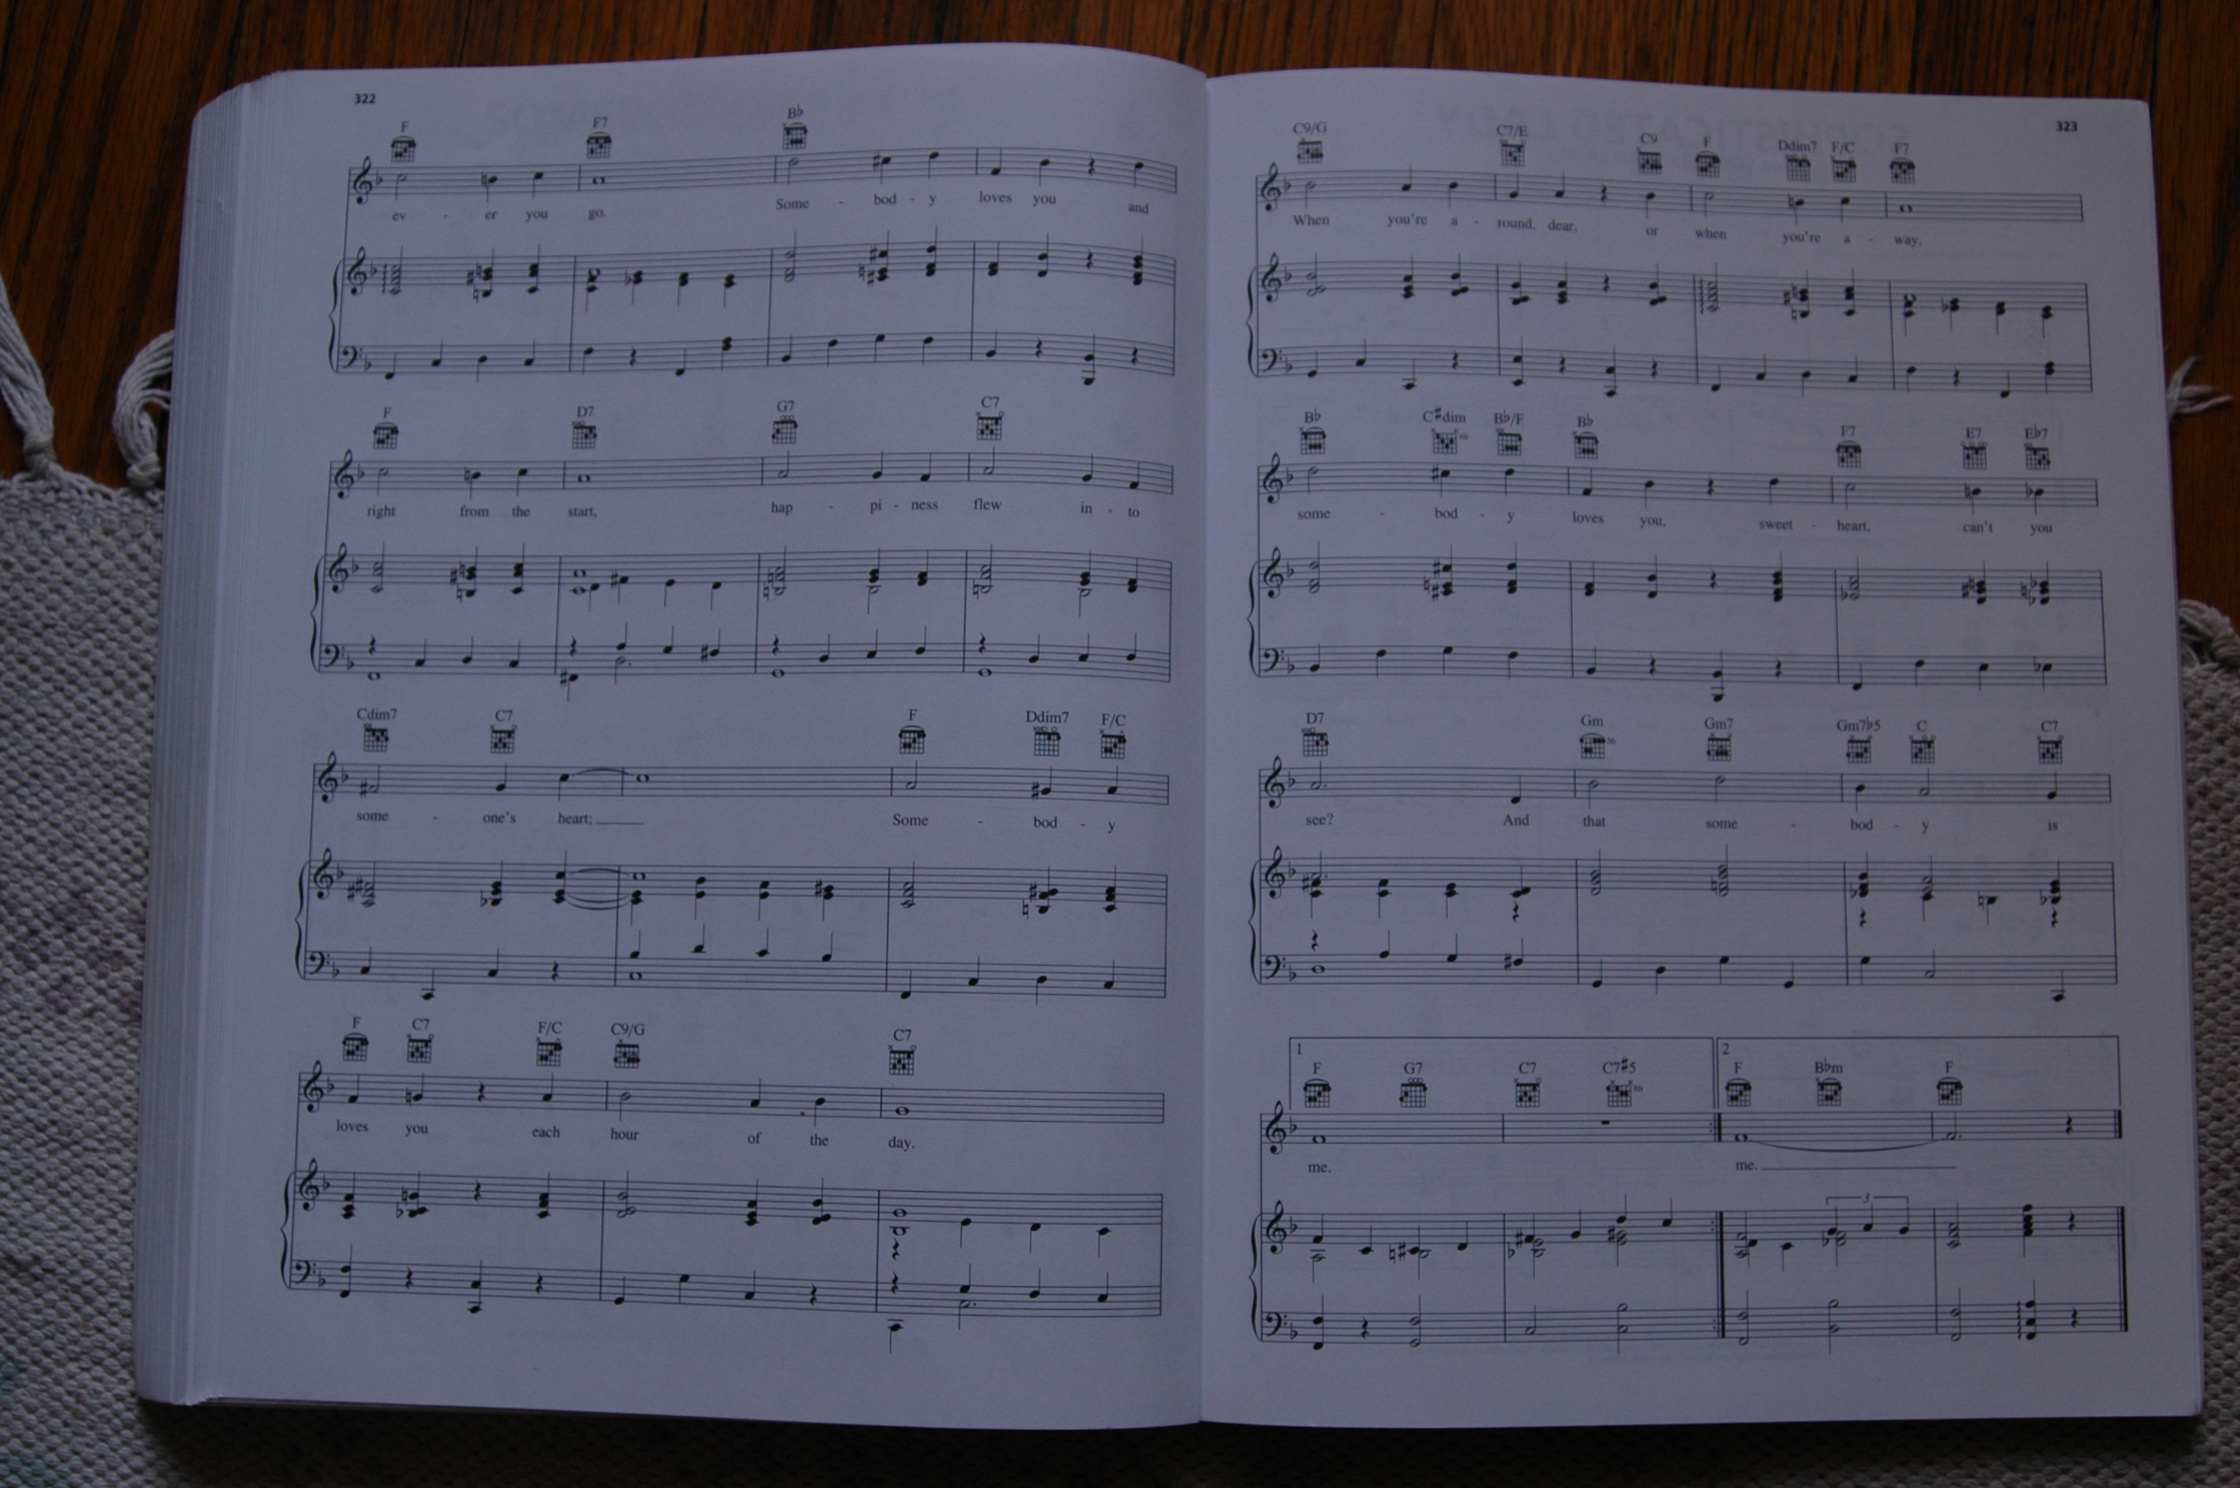 322
F F7 B♭
ev - er you go. Some - bod - y loves you and
F D7 G7 C7
right from the start, hap - pi - ness flew in - to
Cdim7 C7 F Ddim7 F/C
some - one's heart; Some - bod - y
F C7 F/C C9/G C7
loves you each hour of the day.
323
C9/G C7/E C9 F Ddim7 F/C F7
When you're a - round, dear, or when you're a - way,
B♭ C♯dim B♭/F B♭ F7 E7 E♭7
some - bod - y loves you, sweet - heart, can't you
D7 Gm Gm7 Gm7♭5 C C7
see? And that some - bod - y is
1 2
F G7 C7 C7♯5 F B♭m F
me. me.
3